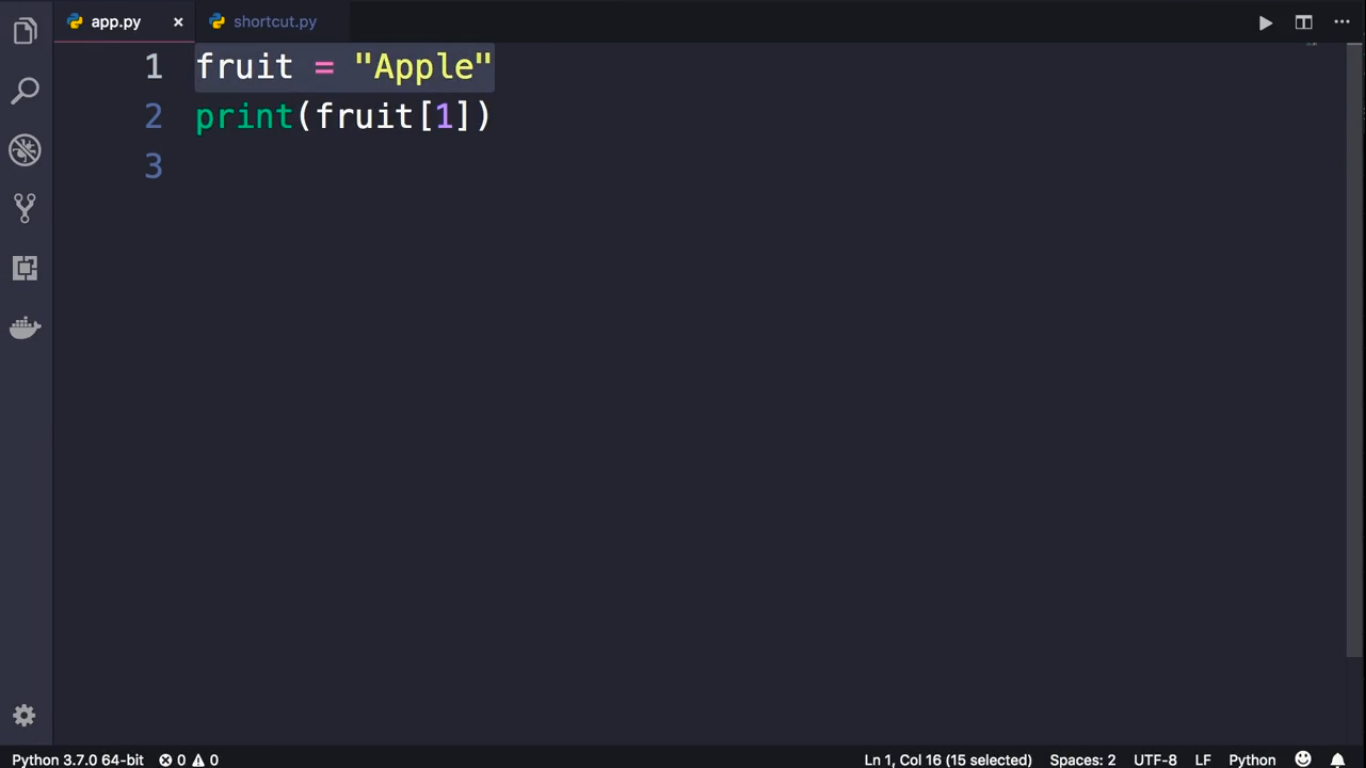 app.py × shortcut.py
1 fruit = "Apple"
2 print(fruit[1])
3
Python 3.7.0 64-bit 0 0 Ln 1, Col 16 (15 selected) Spaces: 2 UTF-8 LF Python